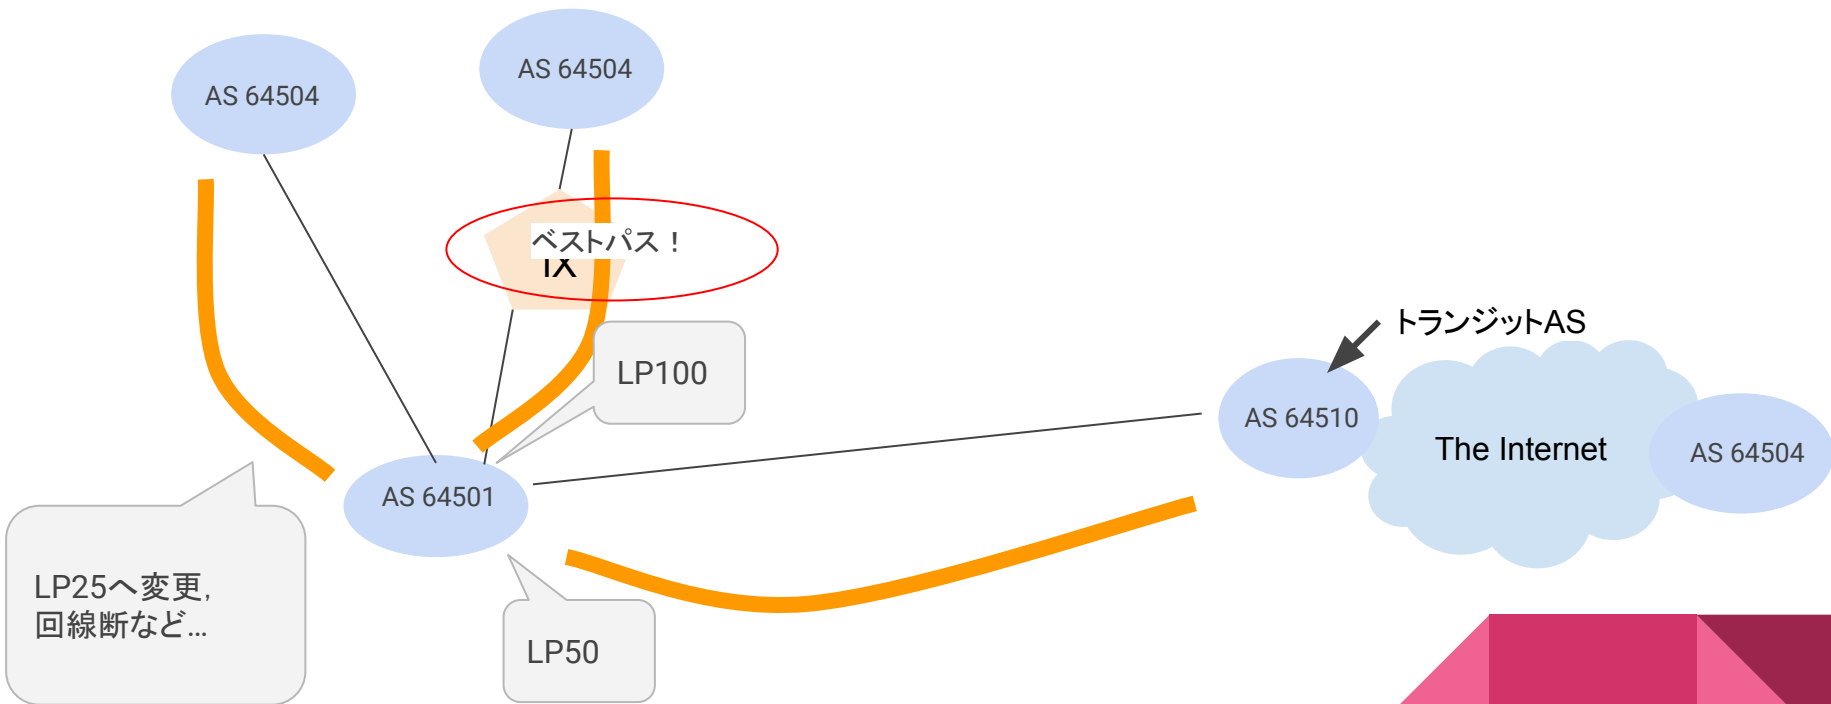 AS 64504
AS 64504
ベストパス！
IX
トランジットAS
LP100
AS 64510
The Internet
AS 64504
AS 64501
LP25へ変更,
回線断など...
LP50